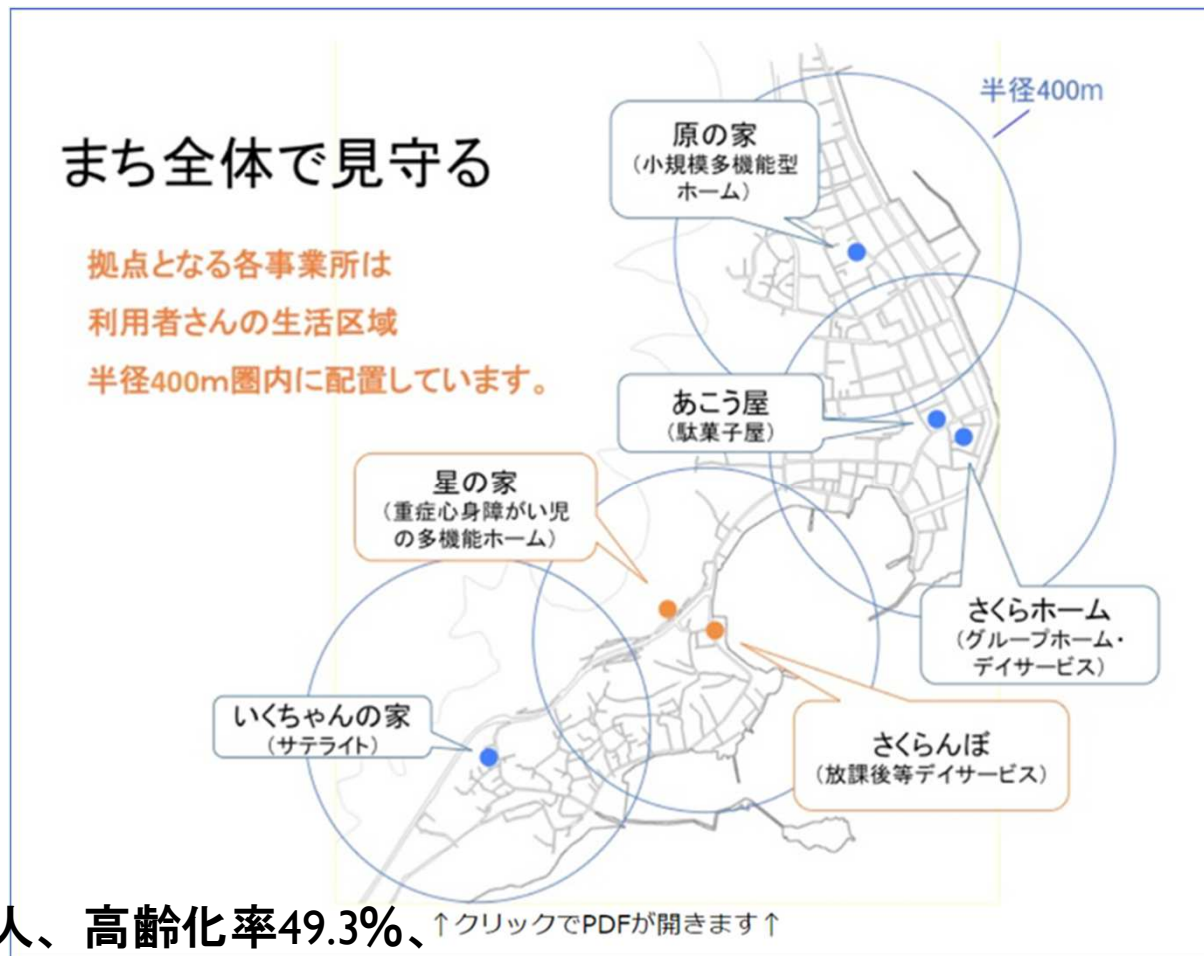 半径400m
原の家
（小規模多機能型
ホーム）
まち全体で見守る
拠点となる各事業所は
利用者さんの生活区域
半径400m圏内に配置しています。
あこう屋
（駄菓子屋）
星の家
（重症心身障がい児
の多機能ホーム）
さくらホーム
（グループホーム・
デイサービス）
いくちゃんの家
（サテライト）
さくらんぼ
（放課後等デイサービス）
人、高齢化率49.3%、
↑クリックでPDFが開きます↑